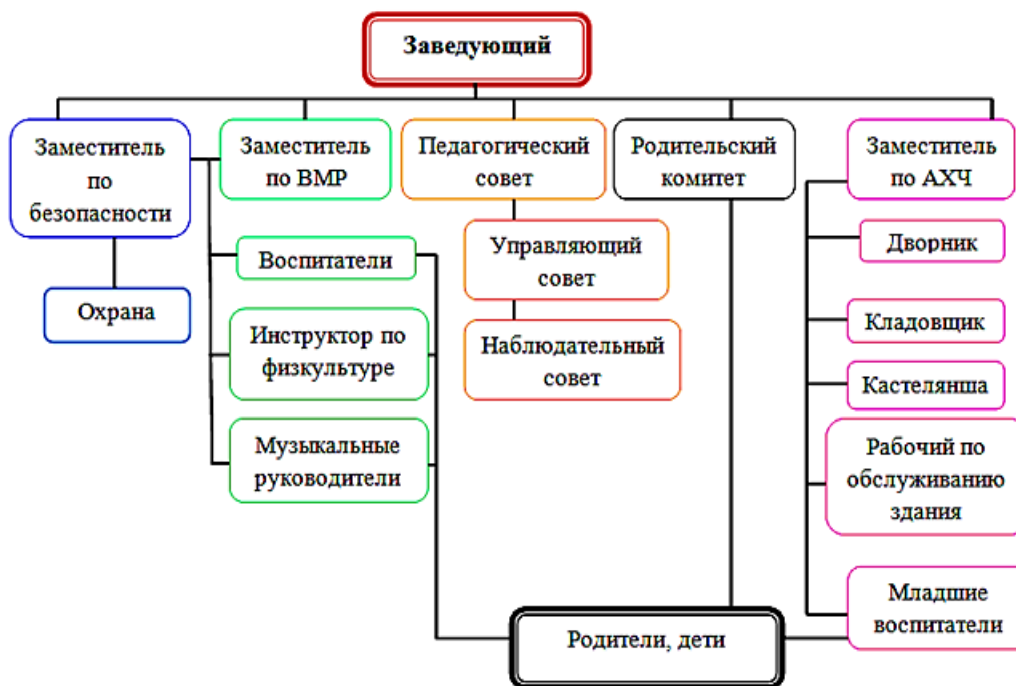 Заведующий
Заместитель
по
безопасности
Охрана
Заместитель
по ВМР
Воспитатели
Инструктор по
физкультуре
Музыкальные
руководители
Педагогический
совет
Управляющий
совет
Наблюдательный
совет
Родительский
комитет
Заместитель
по АХЧ
Дворник
Кладовщик
Кастелянша
Рабочий по
обслуживанию
здания
Младшие
воспитатели
Родители, дети